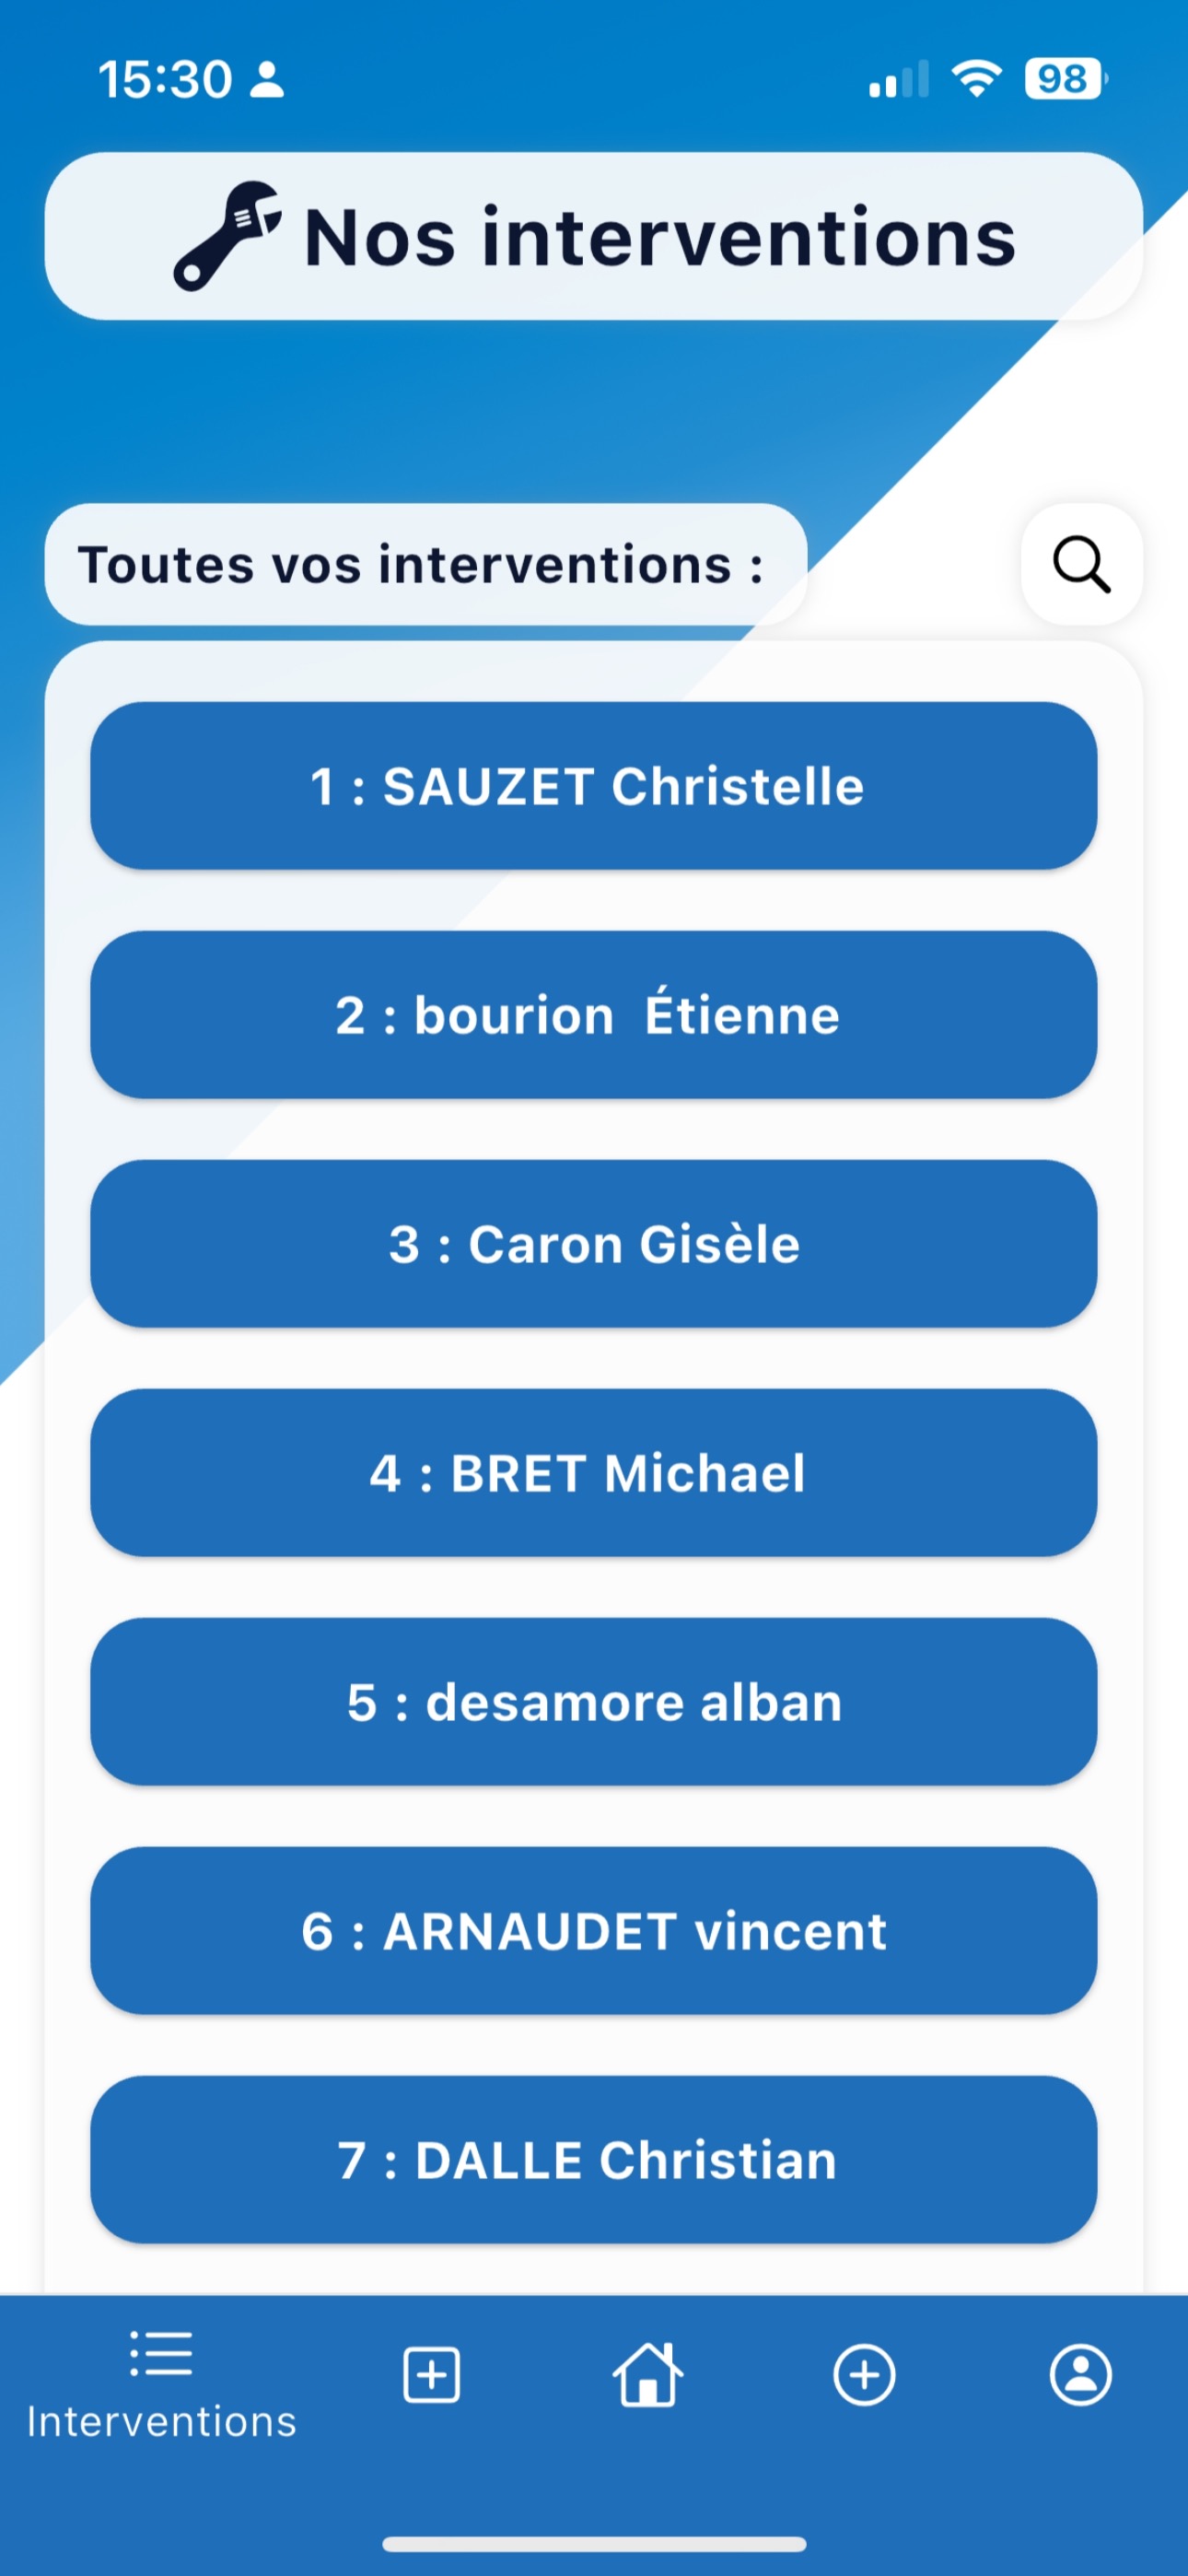 15:30
98
Nos interventions
Toutes vos interventions :
1 : SAUZET Christelle
2 : bourion  Étienne
3 : Caron Gisèle
4 : BRET Michael
5 : desamore alban
6 : ARNAUDET vincent
7 : DALLE Christian
Interventions